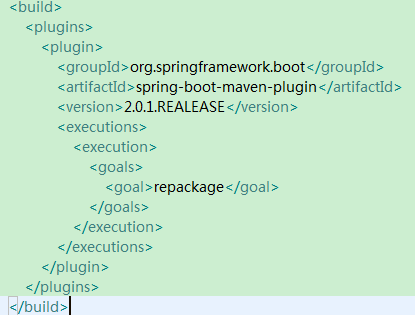 <build>
<plugins>
<plugin>
<groupId>org.springframework.boot</groupId>
<artifactId>spring-boot-maven-plugin</artifactId>
<version>2.0.1.REALEASE</version>
<executions>
<execution>
<goals>
<goal>repackage</goal>
</goals>
</execution>
</executions>
</plugin>
</plugins>
</build>